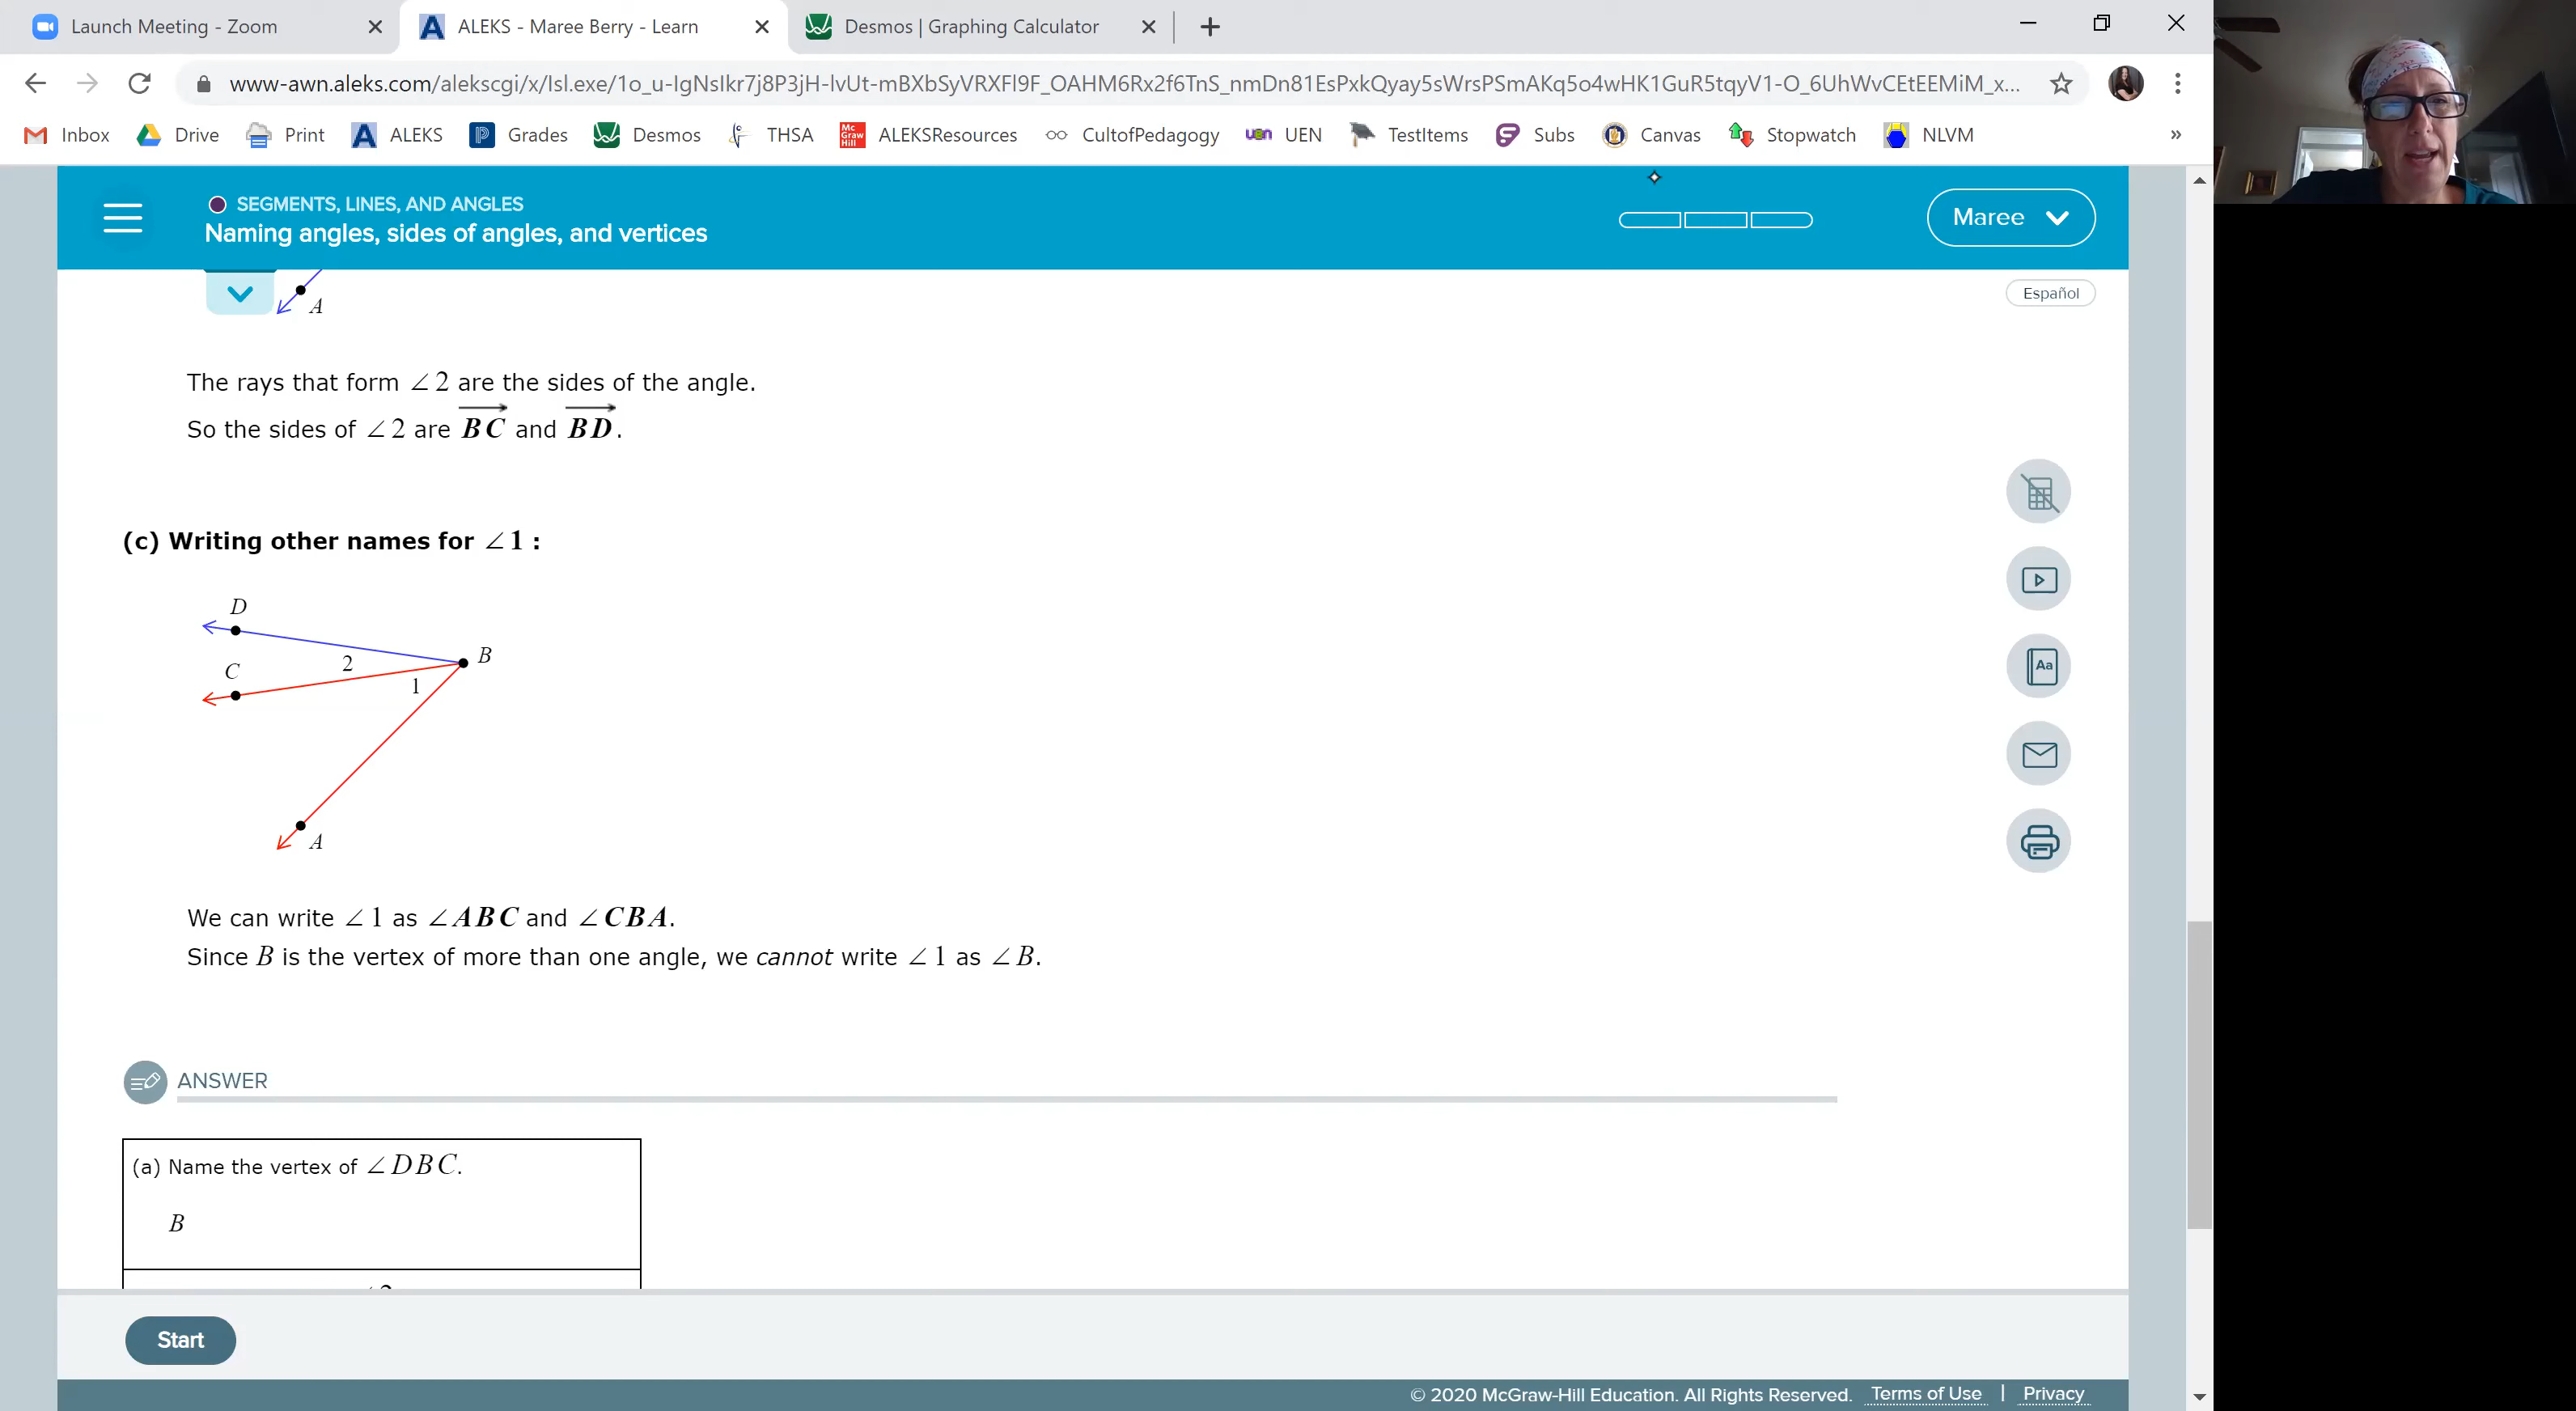 Launch Meeting - Zoom
ALEKS - Maree Berry - Learn
Desmos | Graphing Calculator
www-awn.aleks.com/alekscgi/x/Isl.exe/1o_u-IgNsIkr7j8P3jH-lvUt-mBXbSyVRXFl9F_OAHM6Rx2f6TnS_nmDn81EsPxkQyay5sWrsPSmAKq5o4wHK1GuR5tqyV1-O_6UhWvCEtEEMiM_x...
Inbox Drive Print ALEKS Grades Desmos THSA ALEKSResources CultofPedagogy UEN TestItems Subs Canvas Stopwatch NLVM »
SEGMENTS, LINES, AND ANGLES
Naming angles, sides of angles, and vertices
Maree
Español
A
The rays that form ∠2 are the sides of the angle.
So the sides of ∠2 are BC and BD.
(c) Writing other names for ∠1 :
D
B
2
C
1
A
We can write ∠1 as ∠ABC and ∠CBA.
Since B is the vertex of more than one angle, we cannot write ∠1 as ∠B.
ANSWER
(a) Name the vertex of ∠DBC.
B
Start
© 2020 McGraw-Hill Education. All Rights Reserved. Terms of Use | Privacy